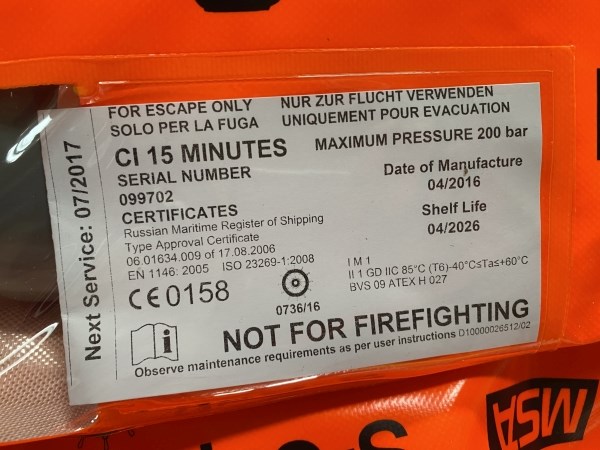 Next Service: 07/2017
FOR ESCAPE ONLY
NUR ZUR FLUCHT VERWENDEN
SOLO PER LA FUGA
UNIQUEMENT POUR EVACUATION
CI 15 MINUTES
MAXIMUM PRESSURE 200 bar
SERIAL NUMBER
099702
Date of Manufacture
04/2016
Shelf Life
04/2026
CERTIFICATES
Russian Maritime Register of Shipping
Type Approval Certificate
06.01634.009 of 17.08.2006
EN 1146: 2005 ISO 23269-1:2008
I M 1
II 1 GD IIC 85°C (T6)-40°C≤Ta≤+60°C
BVS 09 ATEX H 027
CE 0158
0736/16
i
NOT FOR FIREFIGHTING
Observe maintenance requirements as per user instructions D10000026512/02
MSA